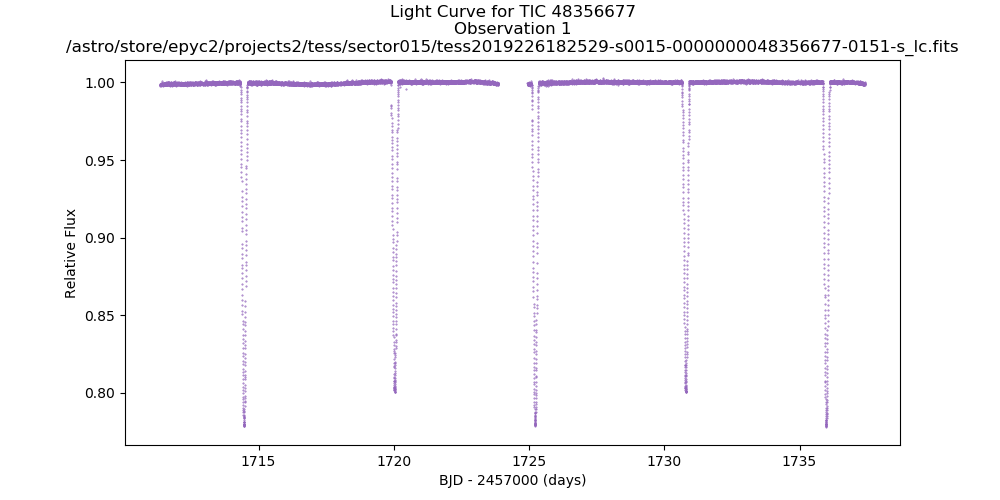 Light Curve for TIC 48356677
Observation 1
/astro/store/epyc2/projects2/tess/sector015/tess2019226182529-s0015-0000000048356677-0151-s_lc.fits
1.00
0.95
0.90
0.85
0.80
Relative Flux
1715
1720
1725
1730
1735
BJD - 2457000 (days)